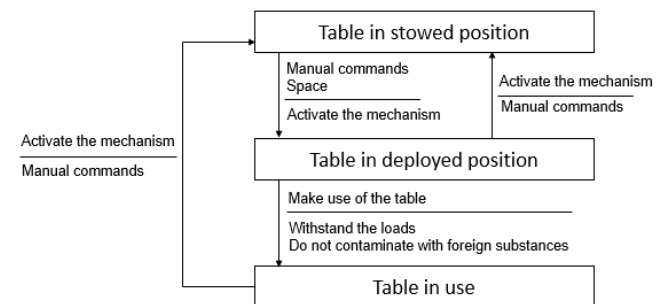 Table in stowed position
Manual commands
Space
Activate the mechanism
Activate the mechanism
Manual commands
Activate the mechanism
Manual commands
Table in deployed position
Make use of the table
Withstand the loads
Do not contaminate with foreign substances
Table in use